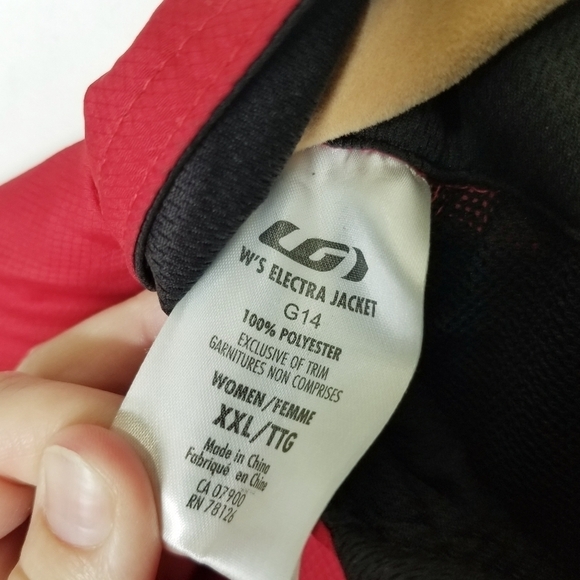 LG
W'S ELECTRA JACKET
G14
100% POLYESTER
EXCLUSIVE OF TRIM
GARNITURES NON COMPRISES
WOMEN/FEMME
XXL/TTG
Made in China
Fabriqué en Chine
CA 07900
RN 78126